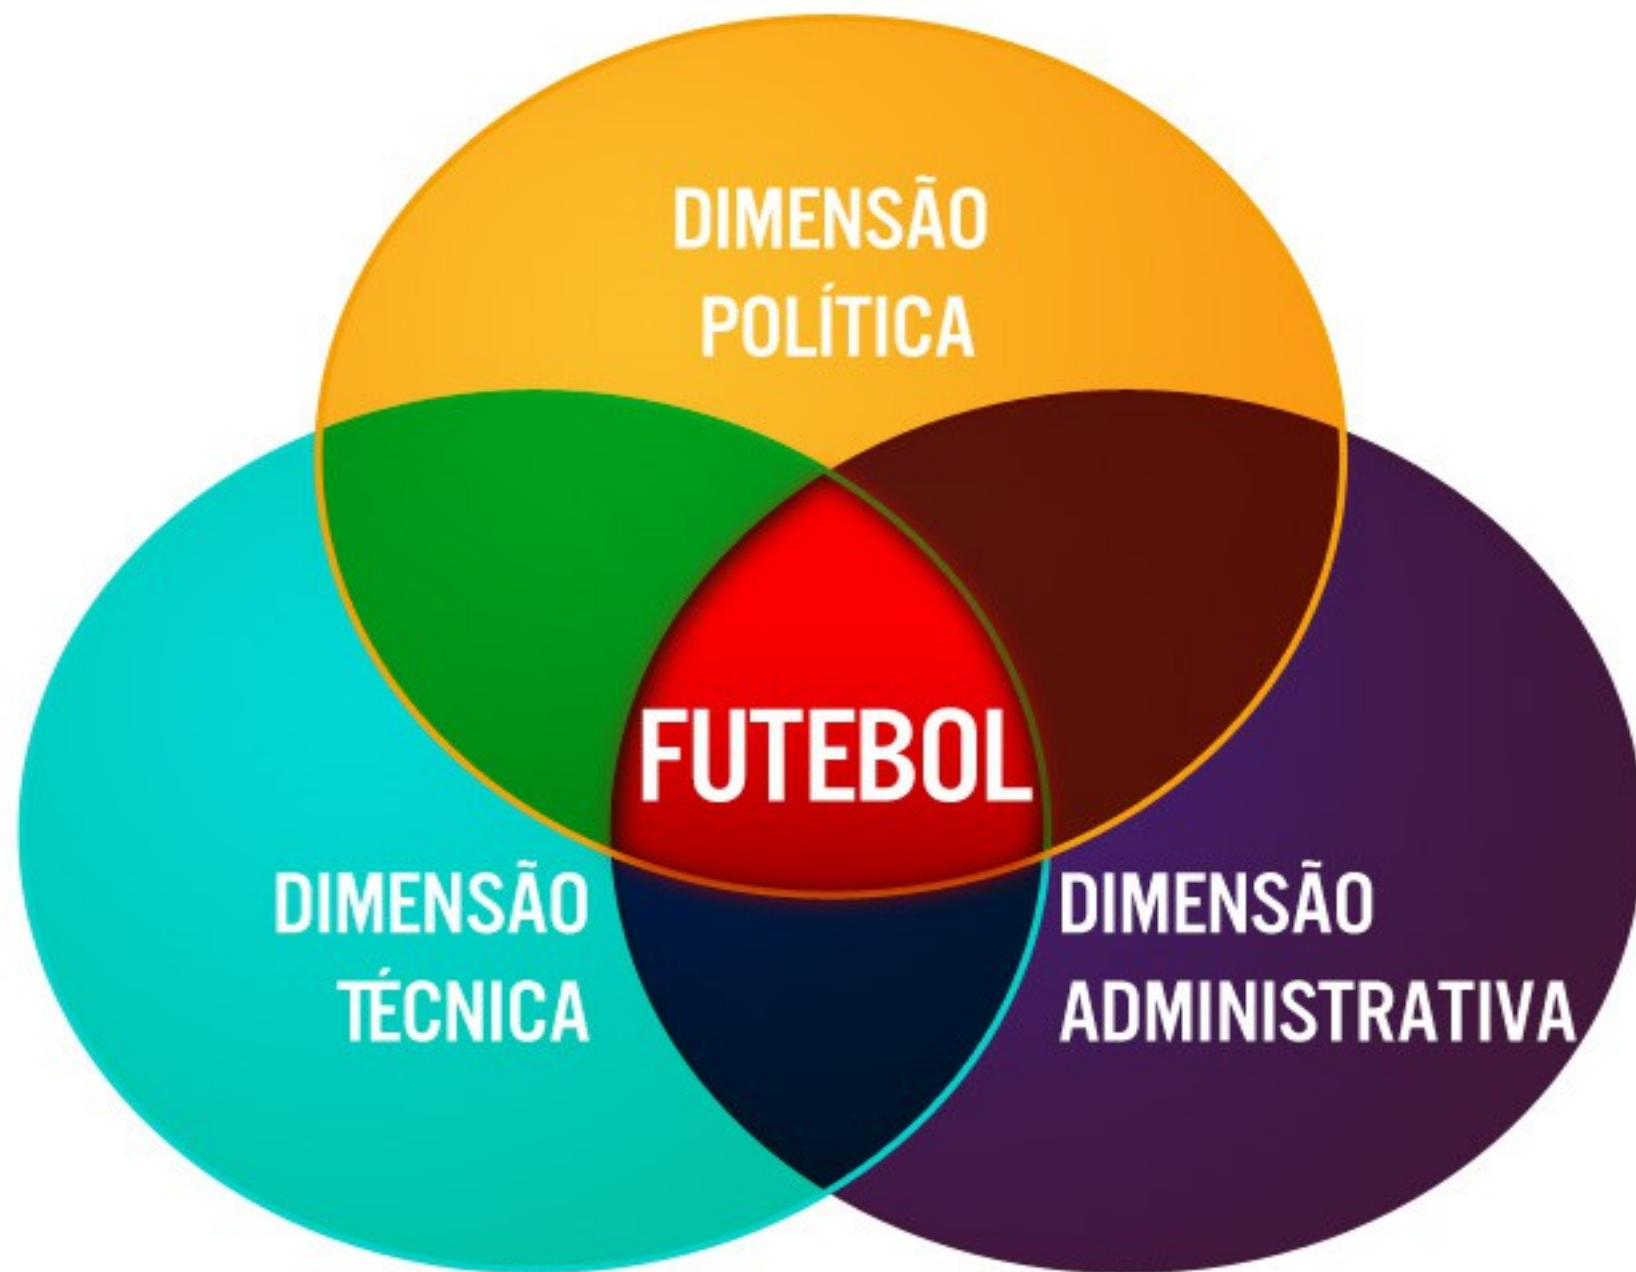 DIMENSÃO
POLÍTICA
FUTEBOL
DIMENSÃO
TÉCNICA
DIMENSÃO
ADMINISTRATIVA